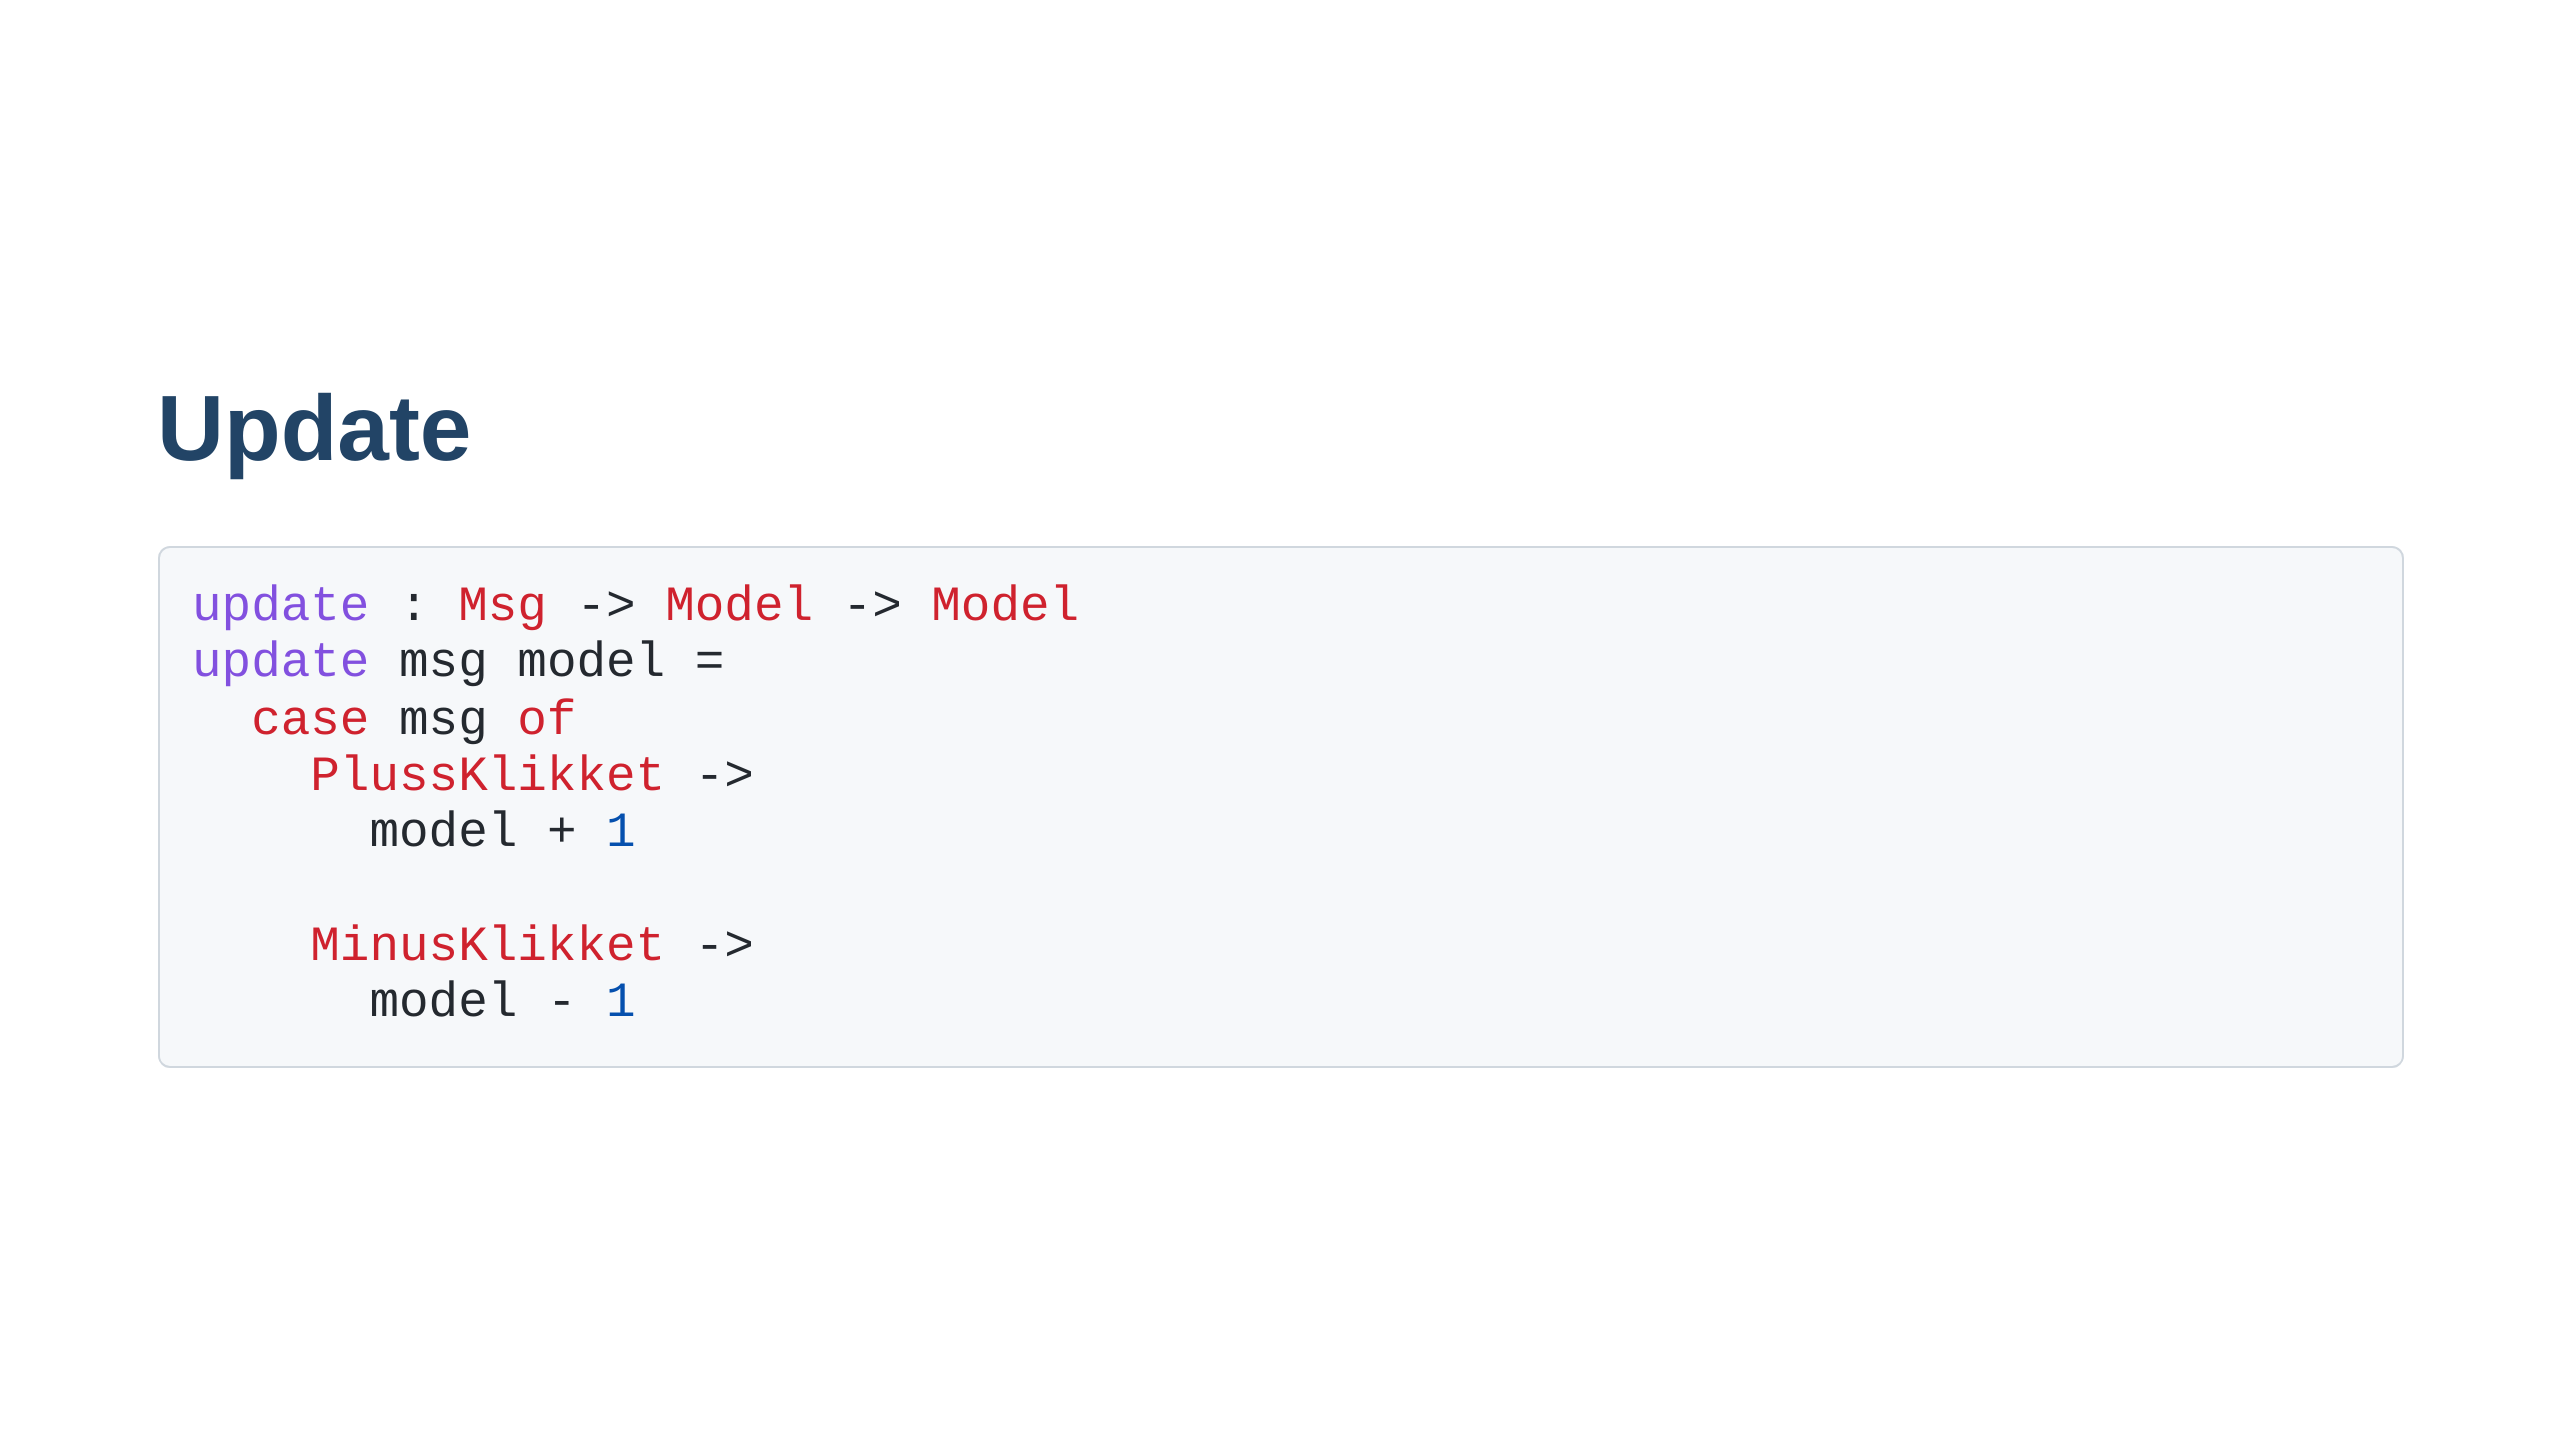 Update
update : Msg -> Model -> Model
update msg model =
  case msg of
    PlussKlikket ->
      model + 1

    MinusKlikket ->
      model - 1